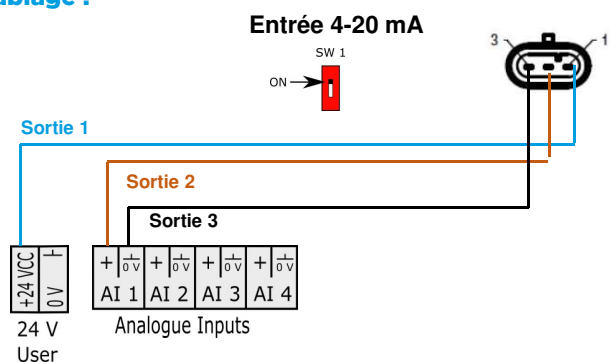 Entrée 4-20 mA
SW 1
ON
3
1
Sortie 1
Sortie 2
Sortie 3
+24 VCC
0 V
+ 0 V + 0 V + 0 V + 0 V
AI 1 AI 2 AI 3 AI 4
24 V
User
Analogue Inputs